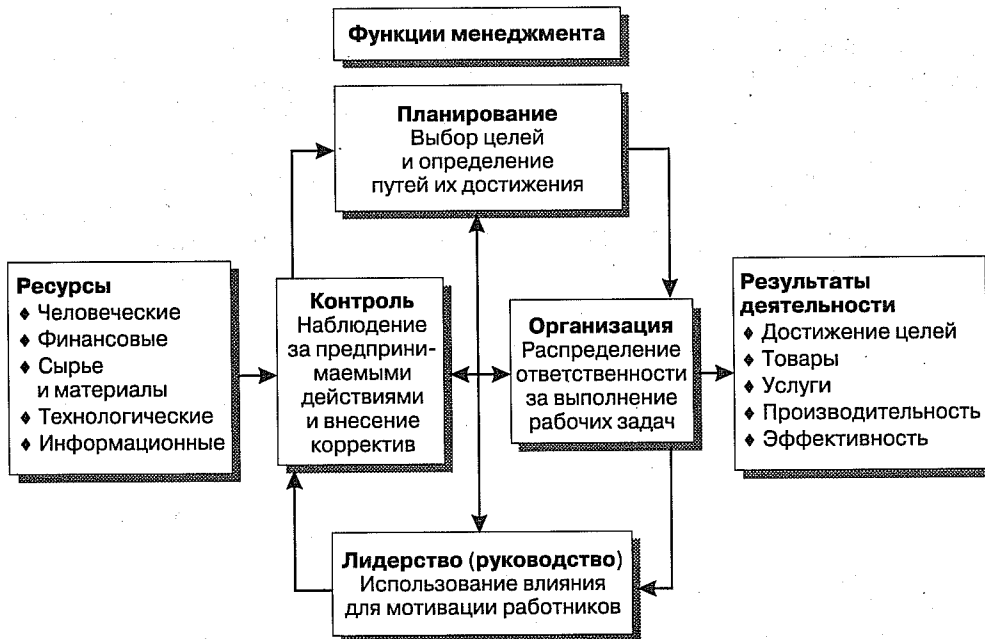 Функции менеджмента
Планирование
Выбор целей
и определение
путей их достижения
Ресурсы
♦ Человеческие
♦ Финансовые
♦ Сырье
и материалы
♦ Технологические
♦ Информационные
Контроль
Наблюдение
за предприни-
маемыми
действиями
и внесение
корректив
Организация
Распределение
ответственности
за выполнение
рабочих задач
Результаты
деятельности
♦ Достижение целей
♦ Товары
♦ Услуги
♦ Производительность
♦ Эффективность
Лидерство (руководство)
Использование влияния
для мотивации работников